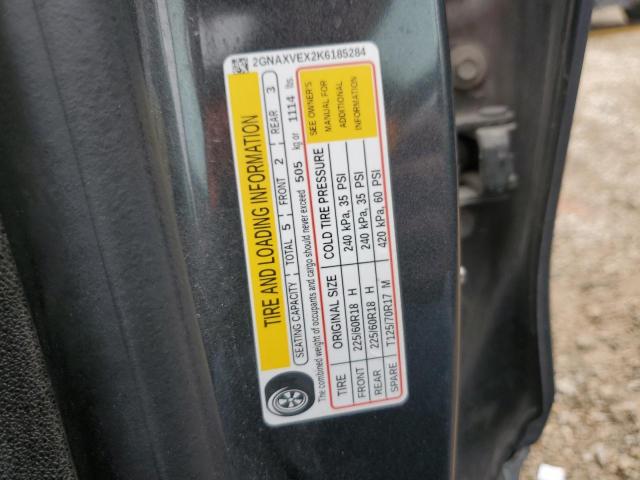 2GNAXVEX2K6185284
TIRE AND LOADING INFORMATION
SEATING CAPACITY TOTAL 5 FRONT 2 REAR 3
The combined weight of occupants and cargo should never exceed 505 kg or 1114 lbs.
TIRE ORIGINAL SIZE COLD TIRE PRESSURE
FRONT 225/60R18 H 240 kPa, 35 PSI
REAR 225/60R18 H 240 kPa, 35 PSI
SPARE T125/70R17 M 420 kPa, 60 PSI
SEE OWNER'S
MANUAL FOR
ADDITIONAL
INFORMATION